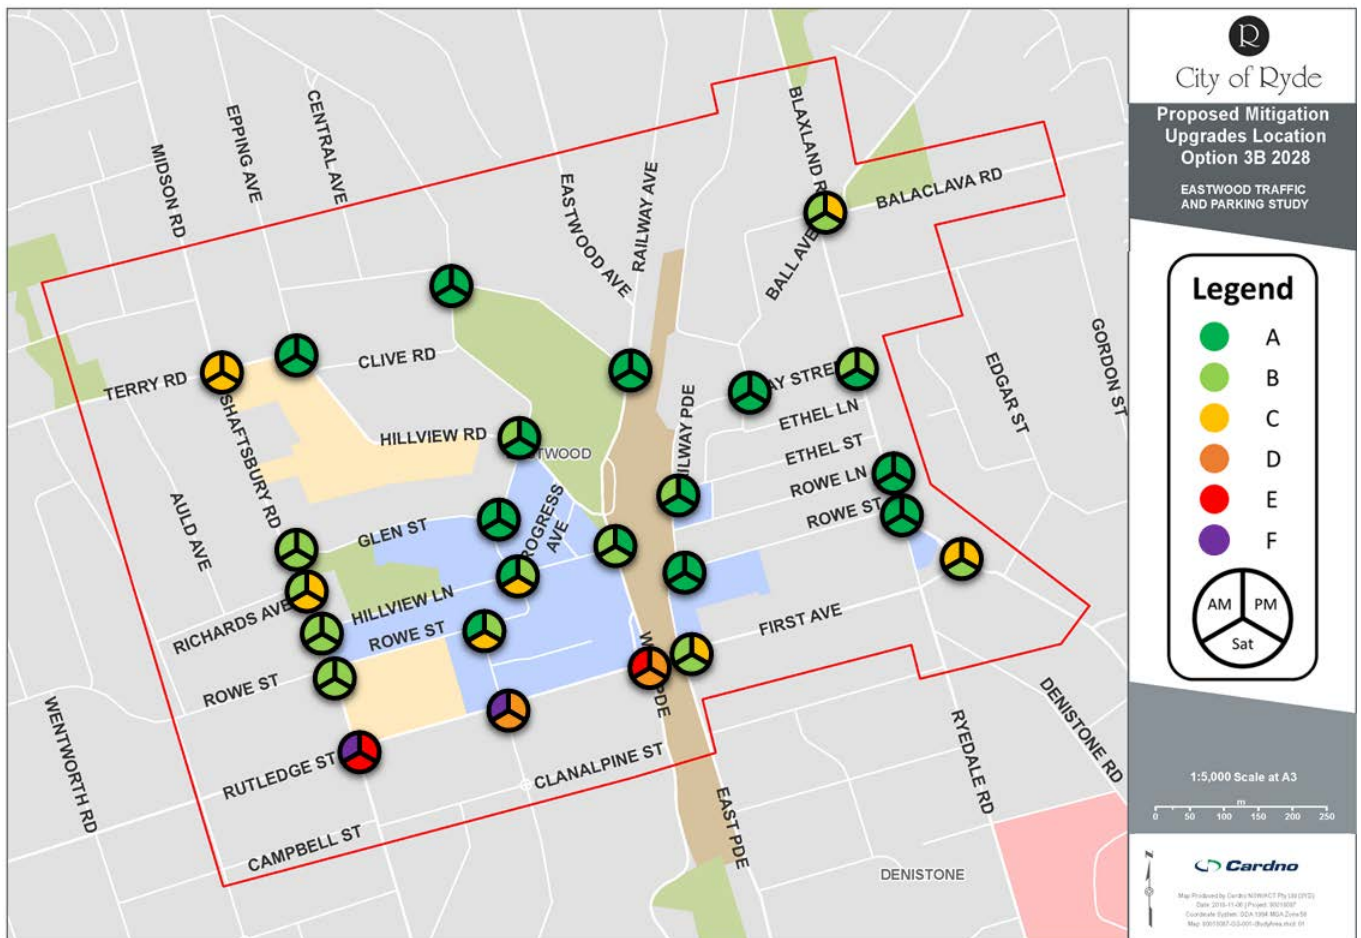 MIDSON RD
EPPING AVE
CENTRAL AVE
EASTWOOD AVE
RAILWAY AVE
BLAXLAND R
BALACLAVA RD
BALL AVE
GORDON ST
EDGAR ST
TERRY RD
CLIVE RD
HILLVIEW RD
TWOOD
SHAFTSBURY RD
AULD AVE
GLEN ST
ROGRESS AVE
ILWAY PDE
AY STRE
ETHEL LN
ETHEL ST
ROWE LN
ROWE ST
RICHARDS AVE
HILLVIEW LN
ROWE ST
ROWE ST
FIRST AVE
W
PDE
WENTWORTH RD
RUTLEDGE ST
CLANALPINE ST
CAMPBELL ST
EAST PDE
RYEDALE RD
DENISTONE RD
DENISTONE
R
City of Ryde
Proposed Mitigation
Upgrades Location
Option 3B 2028
EASTWOOD TRAFFIC
AND PARKING STUDY
Legend
A
B
C
D
E
F
AM
PM
Sat
1:5,000 Scale at A3
m
0 50 100 150 200 250
N
Cardno